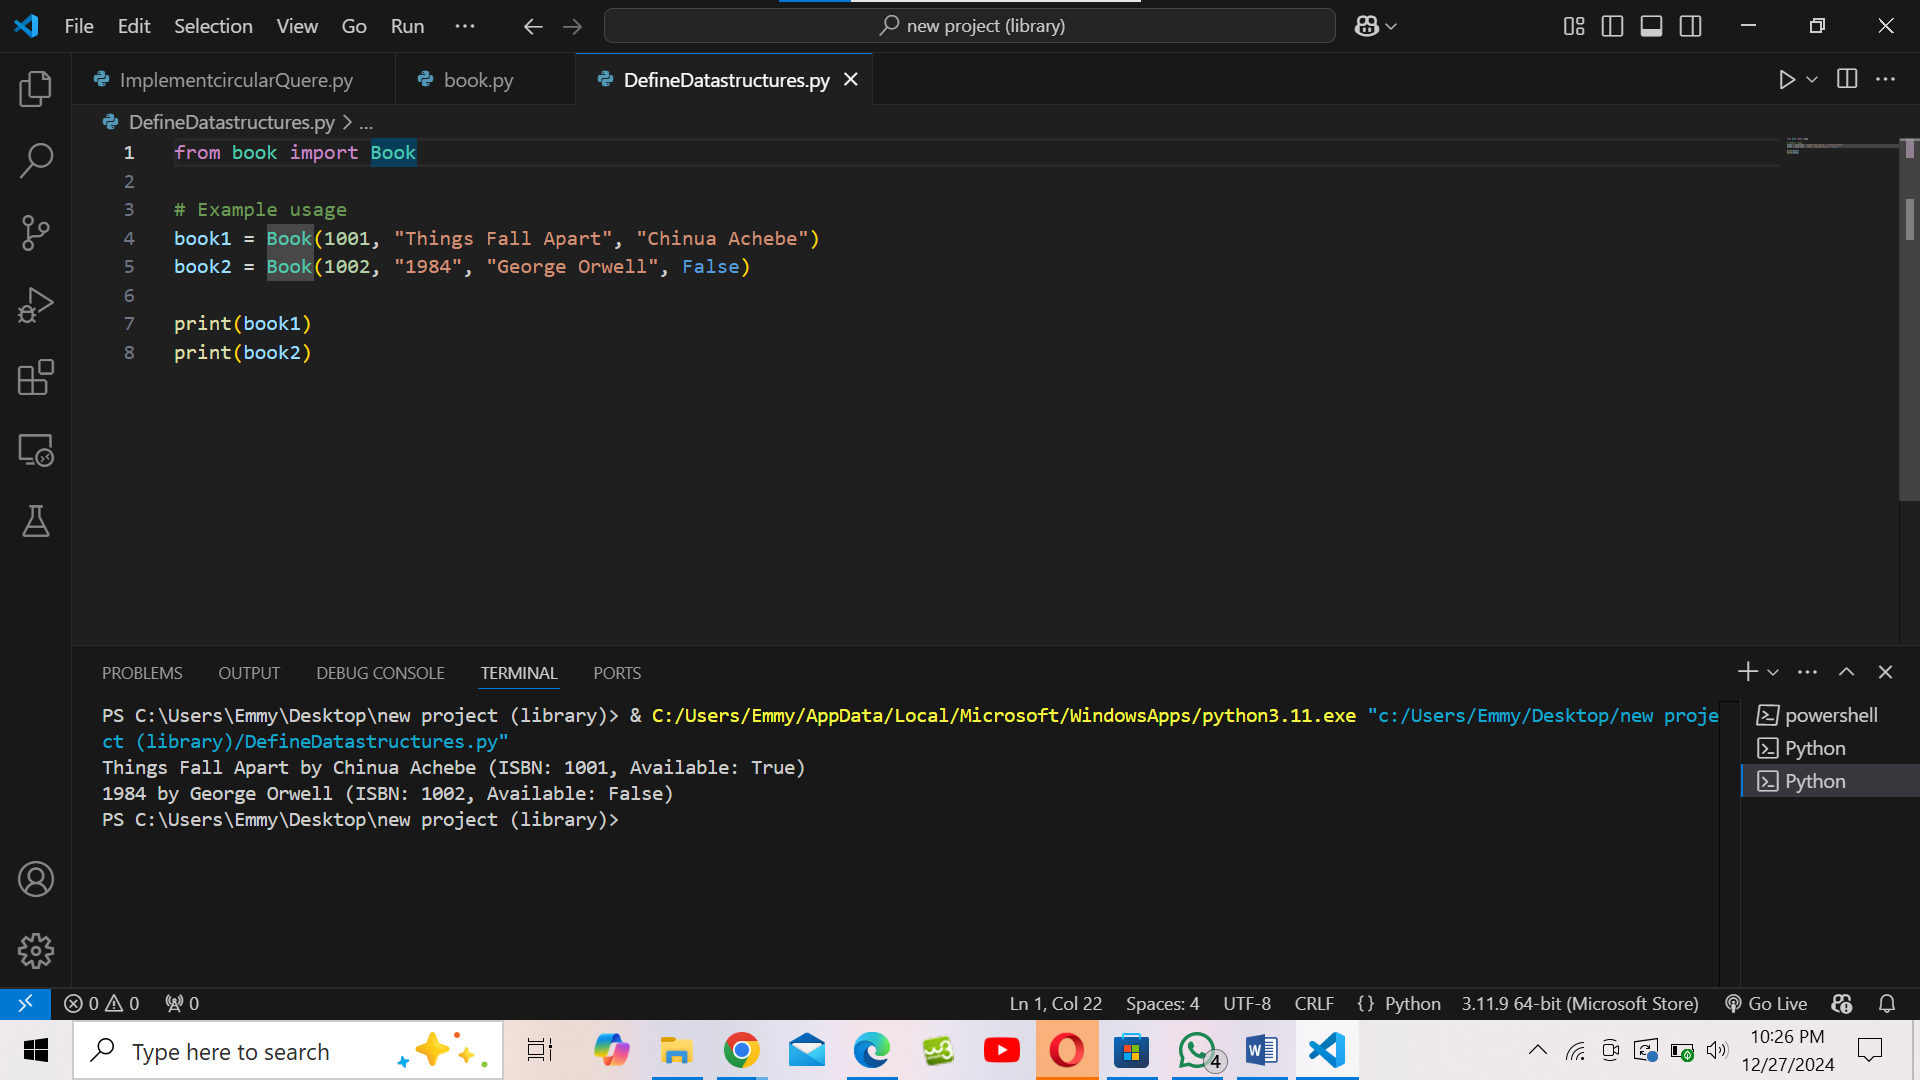 File Edit Selection View Go Run ··· new project (library)
ImplementcircularQuere.py book.py DefineDatastructures.py
DefineDatastructures.py > ...
1 from book import Book
2
3 # Example usage
4 book1 = Book(1001, "Things Fall Apart", "Chinua Achebe")
5 book2 = Book(1002, "1984", "George Orwell", False)
6
7 print(book1)
8 print(book2)
PROBLEMS OUTPUT DEBUG CONSOLE TERMINAL PORTS
PS C:\Users\Emmy\Desktop\new project (library)> & C:/Users/Emmy/AppData/Local/Microsoft/WindowsApps/python3.11.exe "c:/Users/Emmy/Desktop/new proje
ct (library)/DefineDatastructures.py"
Things Fall Apart by Chinua Achebe (ISBN: 1001, Available: True)
1984 by George Orwell (ISBN: 1002, Available: False)
PS C:\Users\Emmy\Desktop\new project (library)>
powershell
Python
Python
0 0 0 Ln 1, Col 22 Spaces: 4 UTF-8 CRLF {} Python 3.11.9 64-bit (Microsoft Store) Go Live
Type here to search w3 4 10:26 PM
12/27/2024